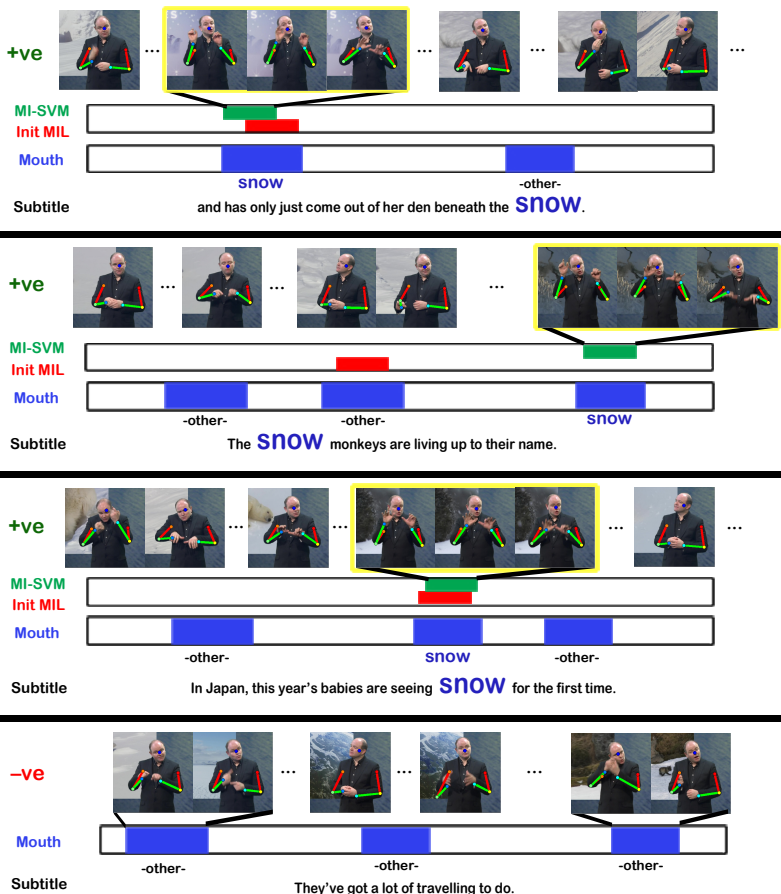 +ve
MI-SVM
Init MIL
Mouth
snow
-other-
Subtitle
and has only just come out of her den beneath the snow.
+ve
MI-SVM
Init MIL
Mouth
-other-
-other-
snow
Subtitle
The snow monkeys are living up to their name.
+ve
MI-SVM
Init MIL
Mouth
-other-
snow
-other-
Subtitle
In Japan, this year's babies are seeing snow for the first time.
–ve
Mouth
-other-
-other-
-other-
Subtitle
They've got a lot of travelling to do.